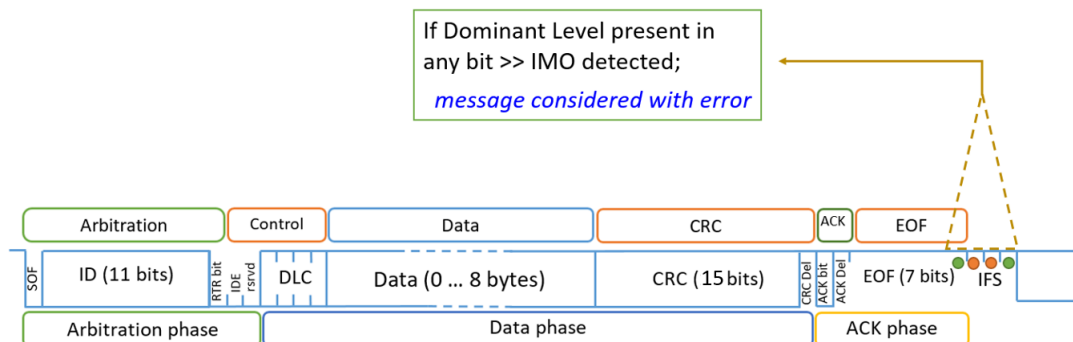 If Dominant Level present in
any bit >> IMO detected;
message considered with error
Arbitration
Control
Data
CRC
ACK
EOF
SOF
ID (11 bits)
RTR bit
IDE
rsrvd
DLC
Data (0 ... 8 bytes)
CRC (15 bits)
CRC Del
ACK bit
ACK Del
EOF (7 bits)
IFS
Arbitration phase
Data phase
ACK phase